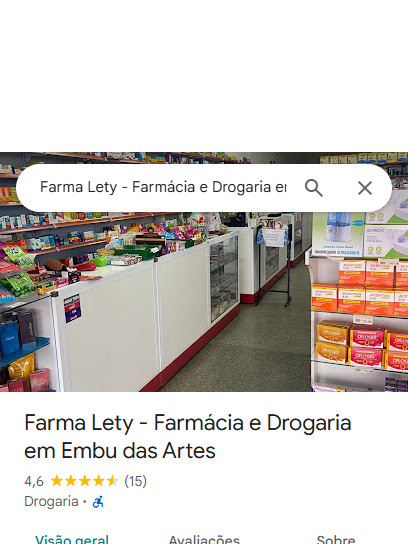 Farma Lety - Farmácia e Drogaria em
Farma Lety - Farmácia e Drogaria
em Embu das Artes
4,6 (15)
Drogaria ·
Visão geral Avaliações Sobre